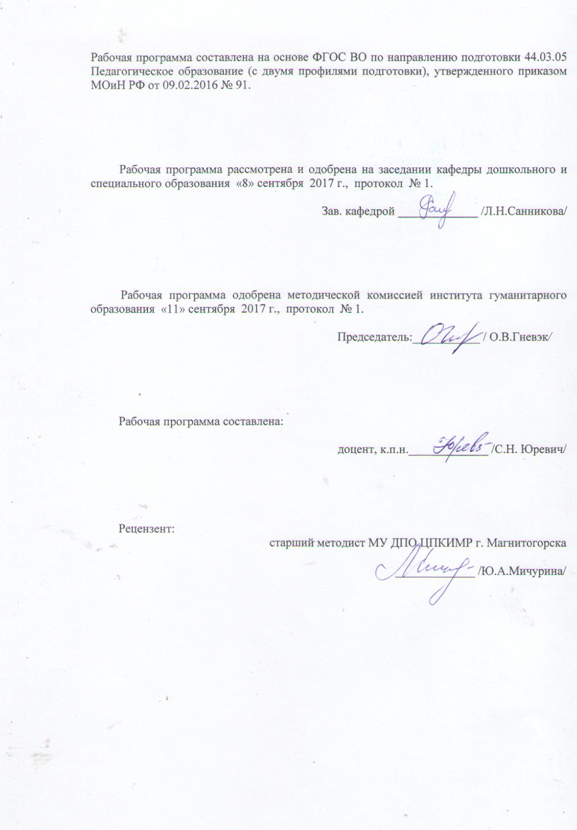 Рабочая программа составлена на основе ФГОС ВО по направлению подготовки 44.03.05
Педагогическое образование (с двумя профилями подготовки), утвержденного приказом
МОиН РФ от 09.02.2016 № 91.
Рабочая программа рассмотрена и одобрена на заседании кафедры дошкольного и
специального образования «8» сентября 2017 г., протокол № 1.
Зав. кафедрой _____________ /Л.Н.Санникова/
Рабочая программа одобрена методической комиссией института гуманитарного
образования «11» сентября 2017 г., протокол № 1.
Председатель:___________/ О.В.Гневэк/
Рабочая программа составлена:
доцент, к.п.н._____________ /С.Н. Юревич/
Рецензент:
старший методист МУ ДПО ЦПКИМР г. Магнитогорска
_____________ /Ю.А.Мичурина/